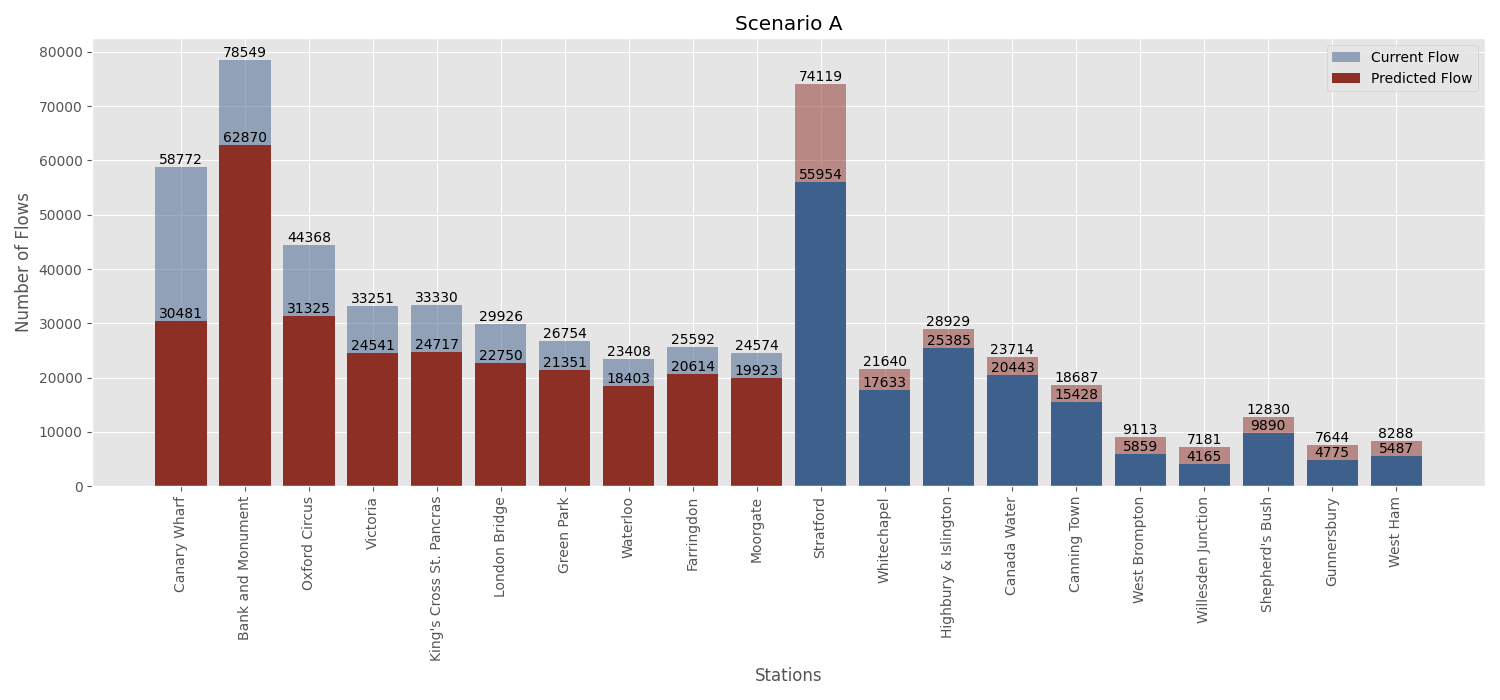 Scenario A
Current Flow
Predicted Flow
Number of Flows
80000
70000
60000
50000
40000
30000
20000
10000
0
58772
30481
78549
62870
44368
31325
33251
24541
33330
24717
29926
22750
26754
21351
23408
18403
25592
20614
24574
19923
74119
55954
21640
17633
28929
25385
23714
20443
18687
15428
9113
5859
7181
4165
12830
9890
7644
4775
8288
5487
Canary Wharf
Bank and Monument
Oxford Circus
Victoria
King's Cross St. Pancras
London Bridge
Green Park
Waterloo
Farringdon
Moorgate
Stratford
Whitechapel
Highbury & Islington
Canada Water
Canning Town
West Brompton
Willesden Junction
Shepherd's Bush
Gunnersbury
West Ham
Stations